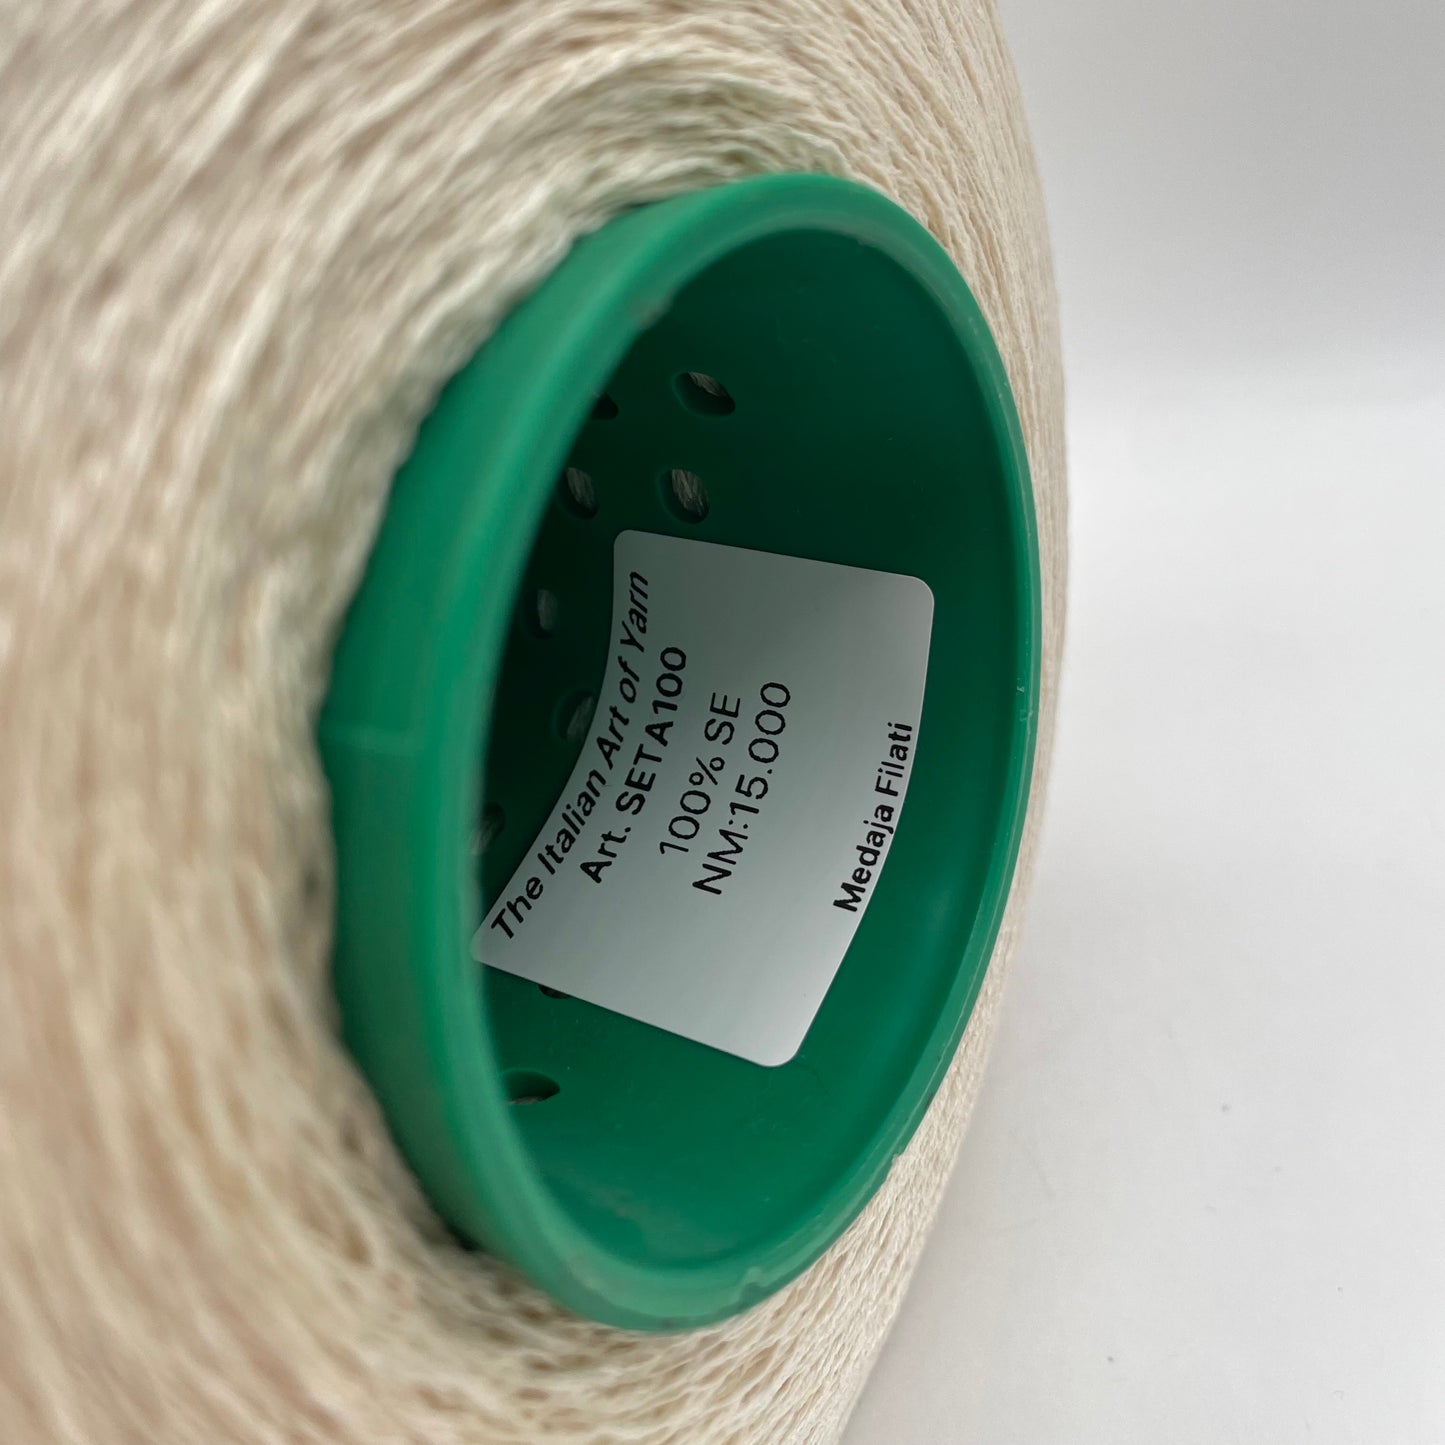 The Italian Art of Yarn
Art. SETA100
100% SE
NM:15.000
Medaja Filati